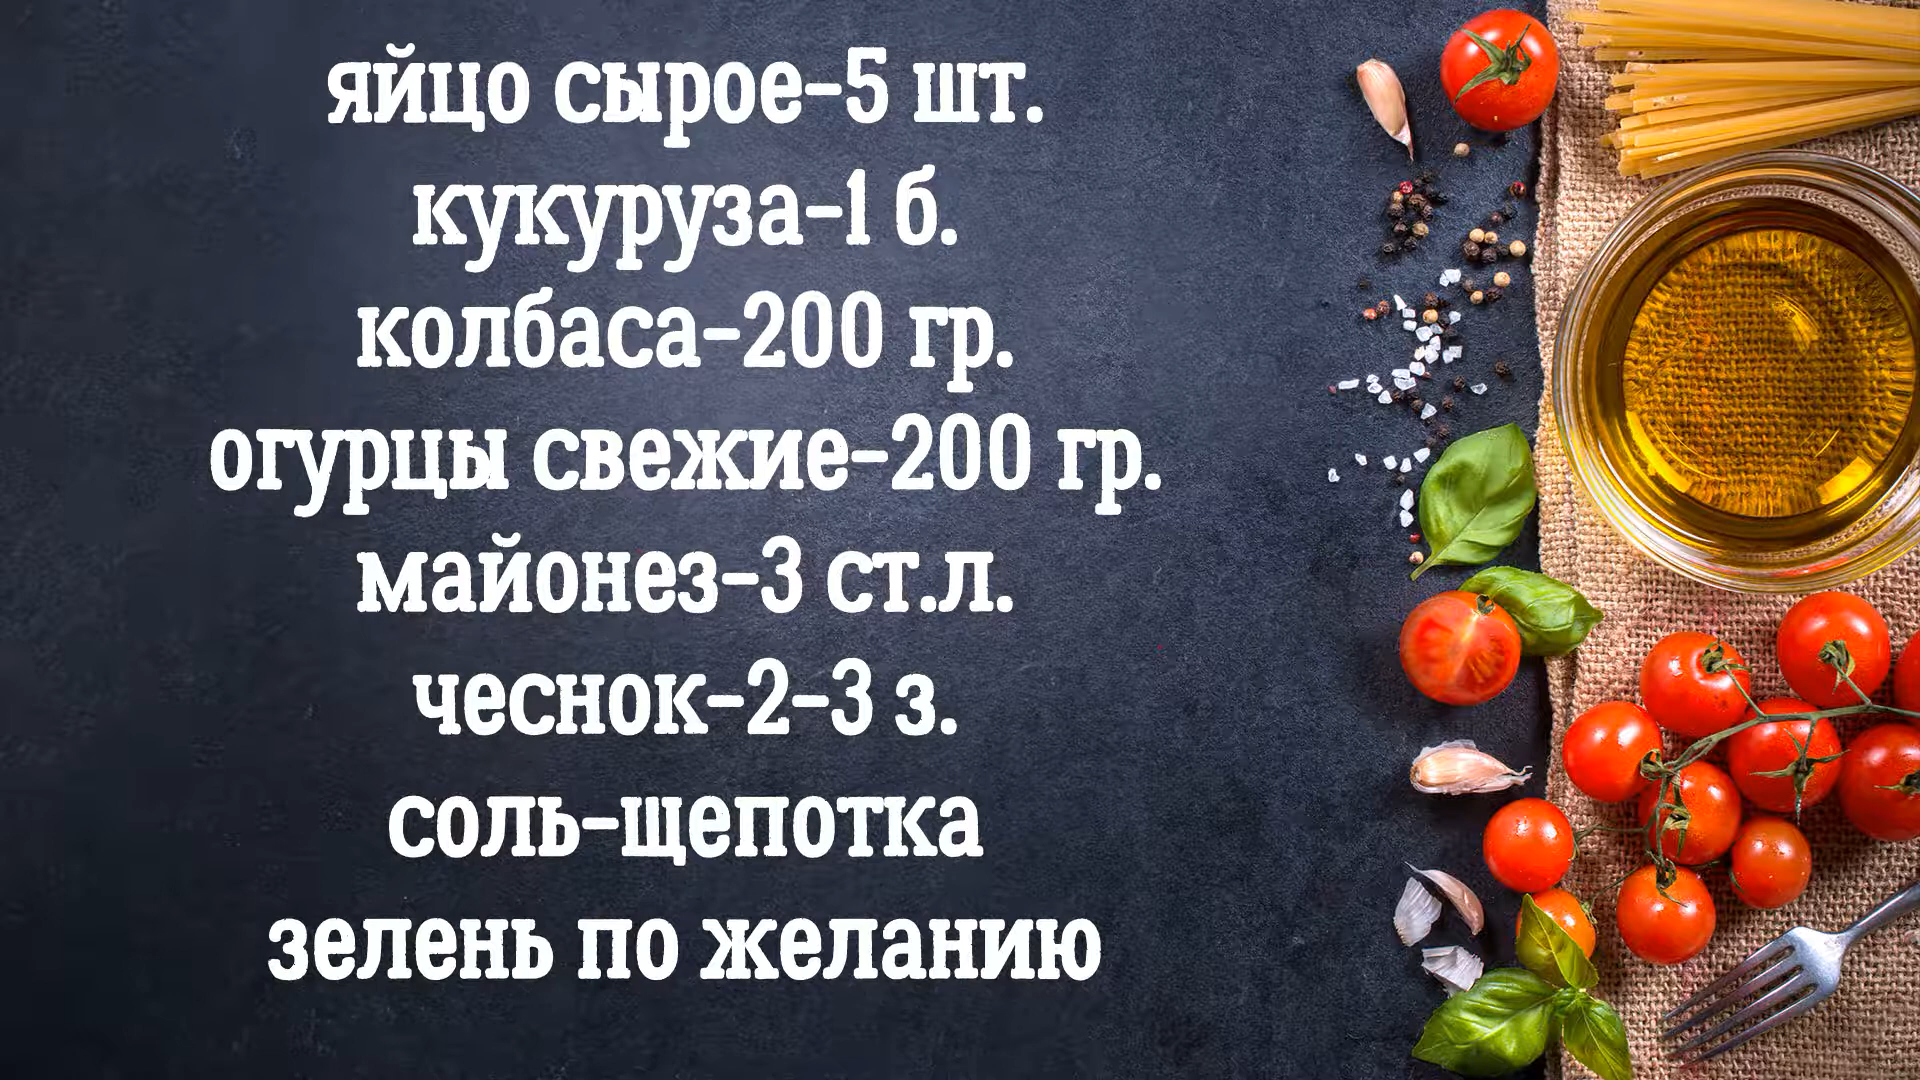 яйцо сырое-5 шт.
кукуруза-1 б.
колбаса-200 гр.
огурцы свежие-200 гр.
майонез-3 ст.л.
чеснок-2-3 з.
соль-щепотка
зелень по желанию